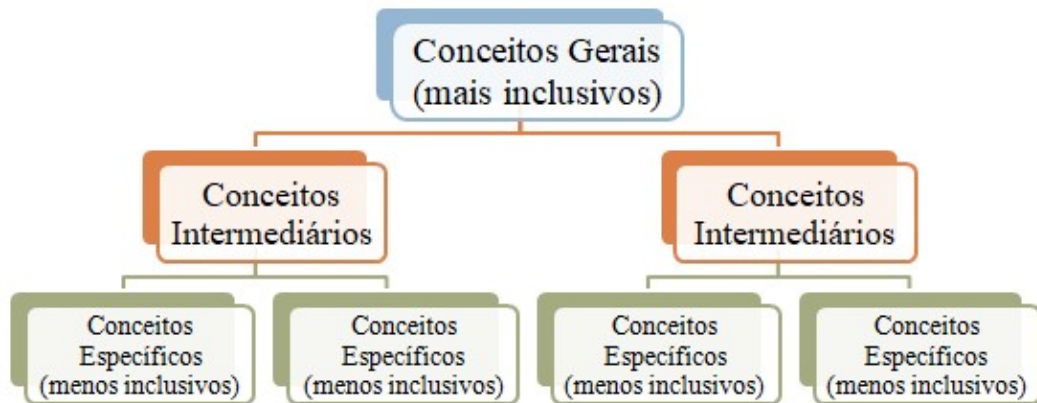 Conceitos Gerais
(mais inclusivos)
Conceitos
Intermediários
Conceitos
Intermediários
Conceitos
Específicos
(menos inclusivos)
Conceitos
Específicos
(menos inclusivos)
Conceitos
Específicos
(menos inclusivos)
Conceitos
Específicos
(menos inclusivos)